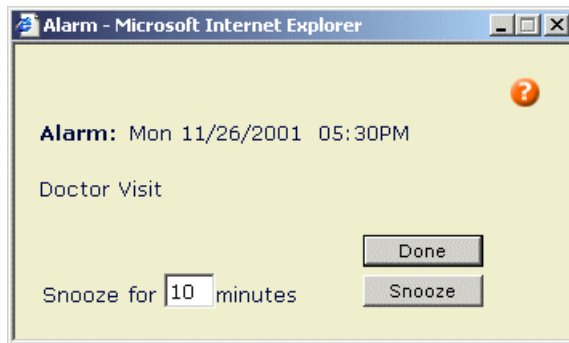 Alarm - Microsoft Internet Explorer
?
Alarm: Mon 11/26/2001 05:30PM
Doctor Visit
Done
Snooze for 10 minutes
Snooze